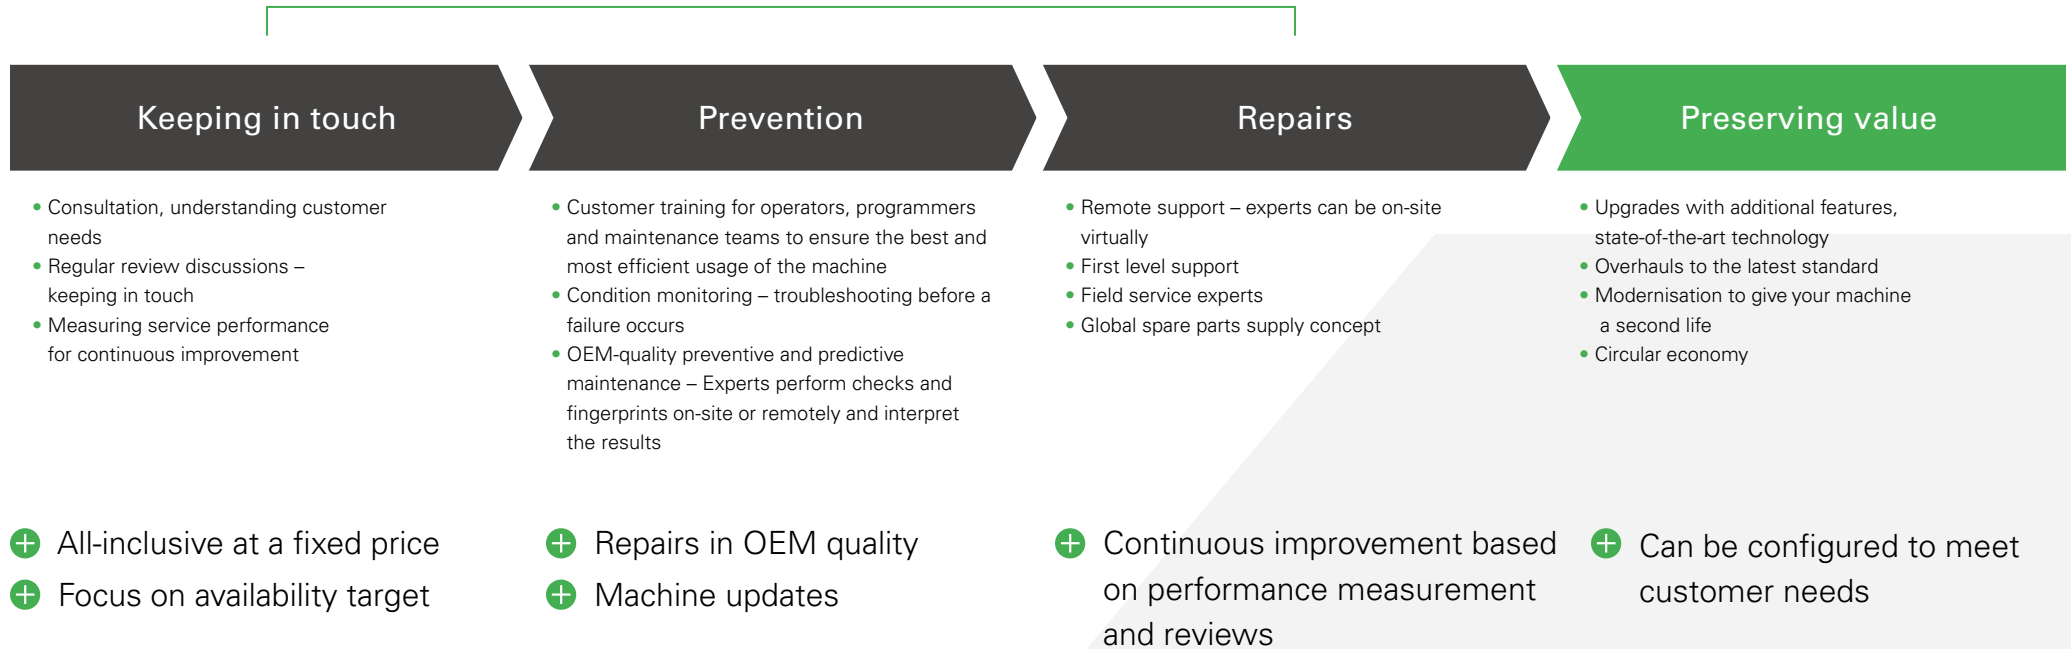 Keeping in touch
Prevention
Repairs
Preserving value
• Consultation, understanding customer
needs
• Regular review discussions –
keeping in touch
• Measuring service performance
for continuous improvement
• Customer training for operators, programmers
and maintenance teams to ensure the best and
most efficient usage of the machine
• Condition monitoring – troubleshooting before a
failure occurs
• OEM-quality preventive and predictive
maintenance – Experts perform checks and
fingerprints on-site or remotely and interpret
the results
• Remote support – experts can be on-site
virtually
• First level support
• Field service experts
• Global spare parts supply concept
• Upgrades with additional features,
state-of-the-art technology
• Overhauls to the latest standard
• Modernisation to give your machine
a second life
• Circular economy
All-inclusive at a fixed price
Focus on availability target
Repairs in OEM quality
Machine updates
Continuous improvement based
on performance measurement
and reviews
Can be configured to meet
customer needs